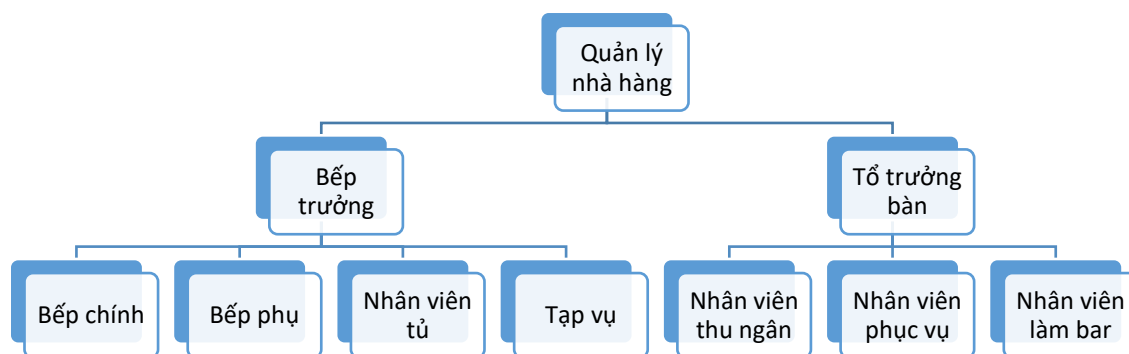 Quản lý
nhà hàng
Bếp
trưởng
Tổ trưởng
bàn
Bếp chính
Bếp phụ
Nhân viên
tủ
Tạp vụ
Nhân viên
thu ngân
Nhân viên
phục vụ
Nhân viên
làm bar